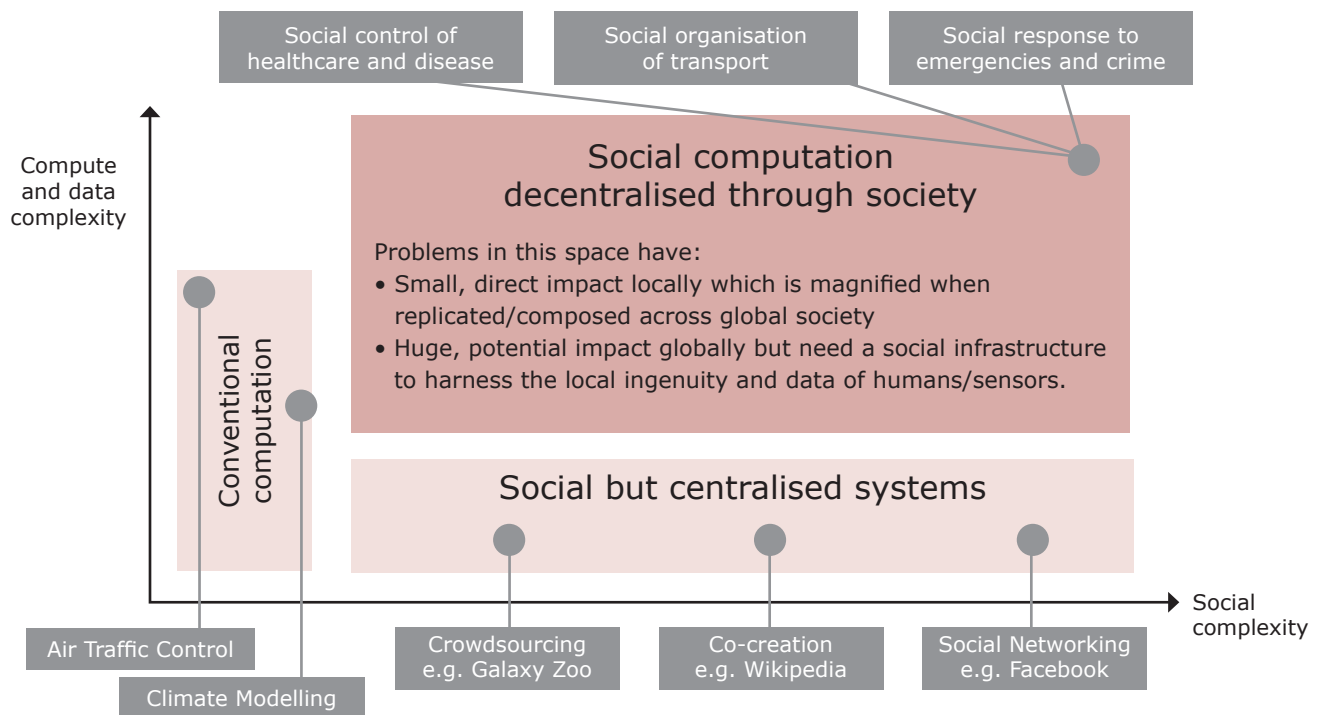 Social control of
healthcare and disease
Social organisation
of transport
Social response to
emergencies and crime
Compute
and data
complexity
Social computation
decentralised through society
Problems in this space have:
• Small, direct impact locally which is magnified when
replicated/composed across global society
• Huge, potential impact globally but need a social infrastructure
to harness the local ingenuity and data of humans/sensors.
Conventional
computation
Social but centralised systems
Social
complexity
Air Traffic Control
Climate Modelling
Crowdsourcing
e.g. Galaxy Zoo
Co-creation
e.g. Wikipedia
Social Networking
e.g. Facebook